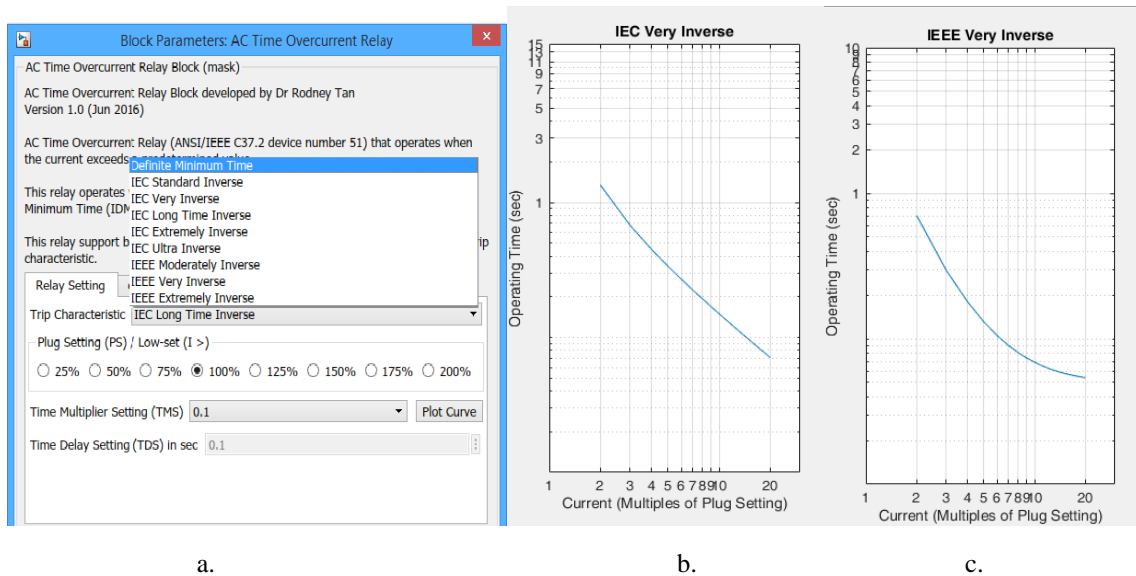 Block Parameters: AC Time Overcurrent Relay
AC Time Overcurrent Relay Block (mask)
AC Time Overcurrent Relay Block developed by Dr Rodney Tan
Version 1.0 (Jun 2016)
AC Time Overcurrent Relay (ANSI/IEEE C37.2 device number 51) that operates when
the current exceeds
Definite Minimum Time
IEC Standard Inverse
IEC Very Inverse
IEC Long Time Inverse
IEC Extremely Inverse
IEC Ultra Inverse
IEEE Moderately Inverse
IEEE Very Inverse
IEEE Extremely Inverse
This relay operates
Minimum Time (IDM
This relay support b
characteristic.
Relay Setting
Trip Characteristic IEC Long Time Inverse
Plug Setting (PS) / Low-set (I >)
25% 50% 75% 100% 125% 150% 175% 200%
Time Multiplier Setting (TMS) 0.1 Plot Curve
Time Delay Setting (TDS) in sec 0.1
a.
IEC Very Inverse
15
13
11
9
7
5
3
1
Operating Time (sec)
1 2 3 4 5 6 7 8 9 10 20
Current (Multiples of Plug Setting)
b.
IEEE Very Inverse
10
9
8
7
6
5
4
3
2
1
Operating Time (sec)
1 2 3 4 5 6 7 8 9 10 20
Current (Multiples of Plug Setting)
c.